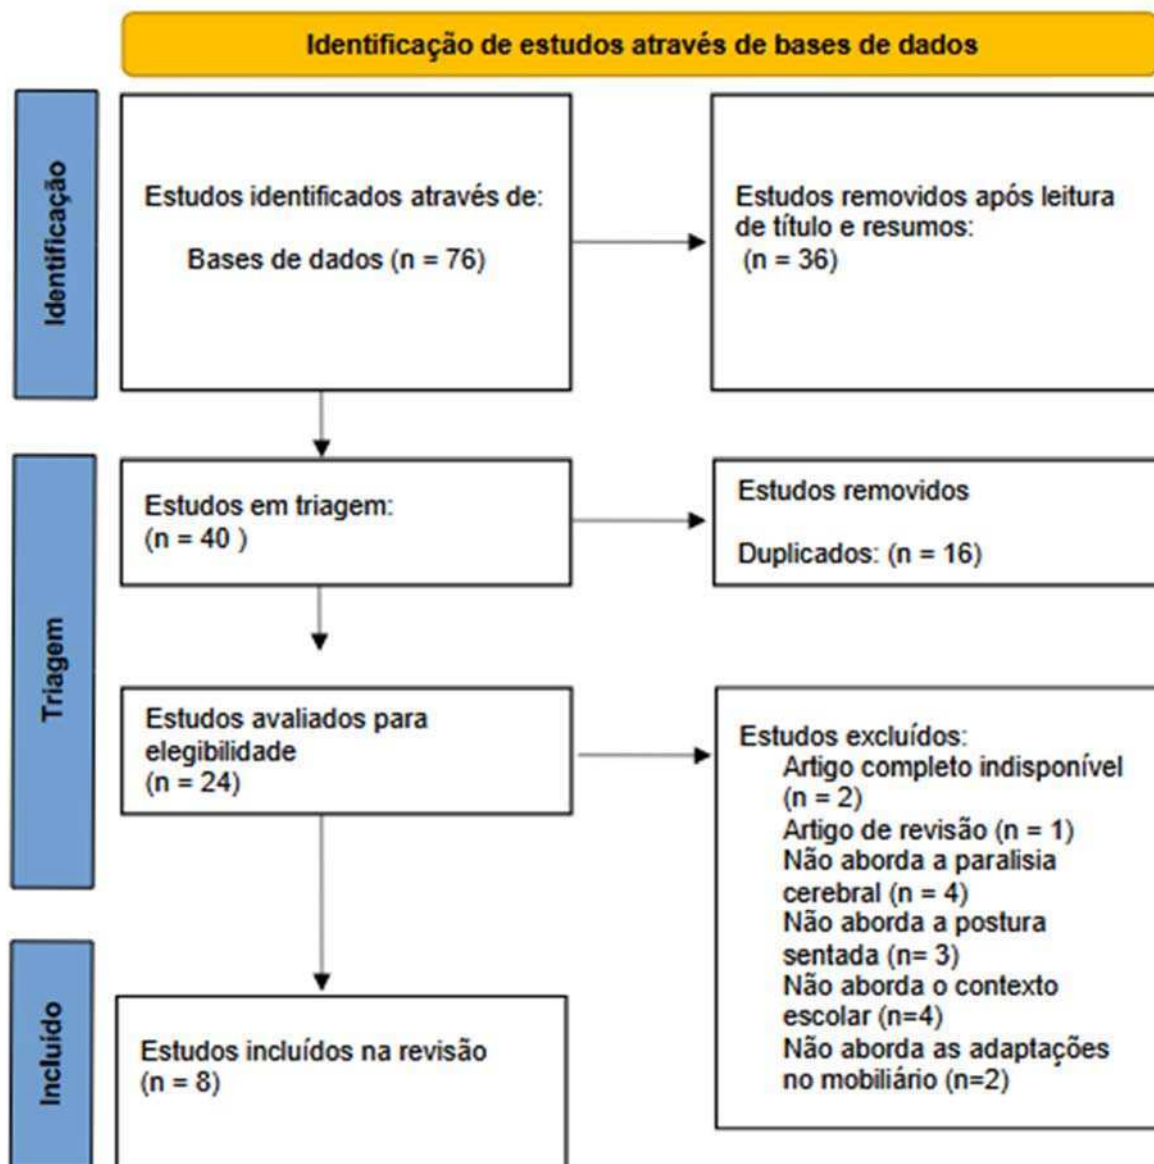 Identificação de estudos através de bases de dados
Identificação
Estudos identificados através de:
Bases de dados (n = 76)
Estudos removidos após leitura
de título e resumos:
(n = 36)
Triagem
Estudos em triagem:
(n = 40 )
Estudos removidos
Duplicados: (n = 16)
Estudos avaliados para
elegibilidade
(n = 24)
Estudos excluídos:
Artigo completo indisponível
(n = 2)
Artigo de revisão (n = 1)
Não aborda a paralisia
cerebral (n = 4)
Não aborda a postura
sentada (n= 3)
Não aborda o contexto
escolar (n=4)
Não aborda as adaptações
no mobiliário (n=2)
Incluído
Estudos incluídos na revisão
(n = 8)